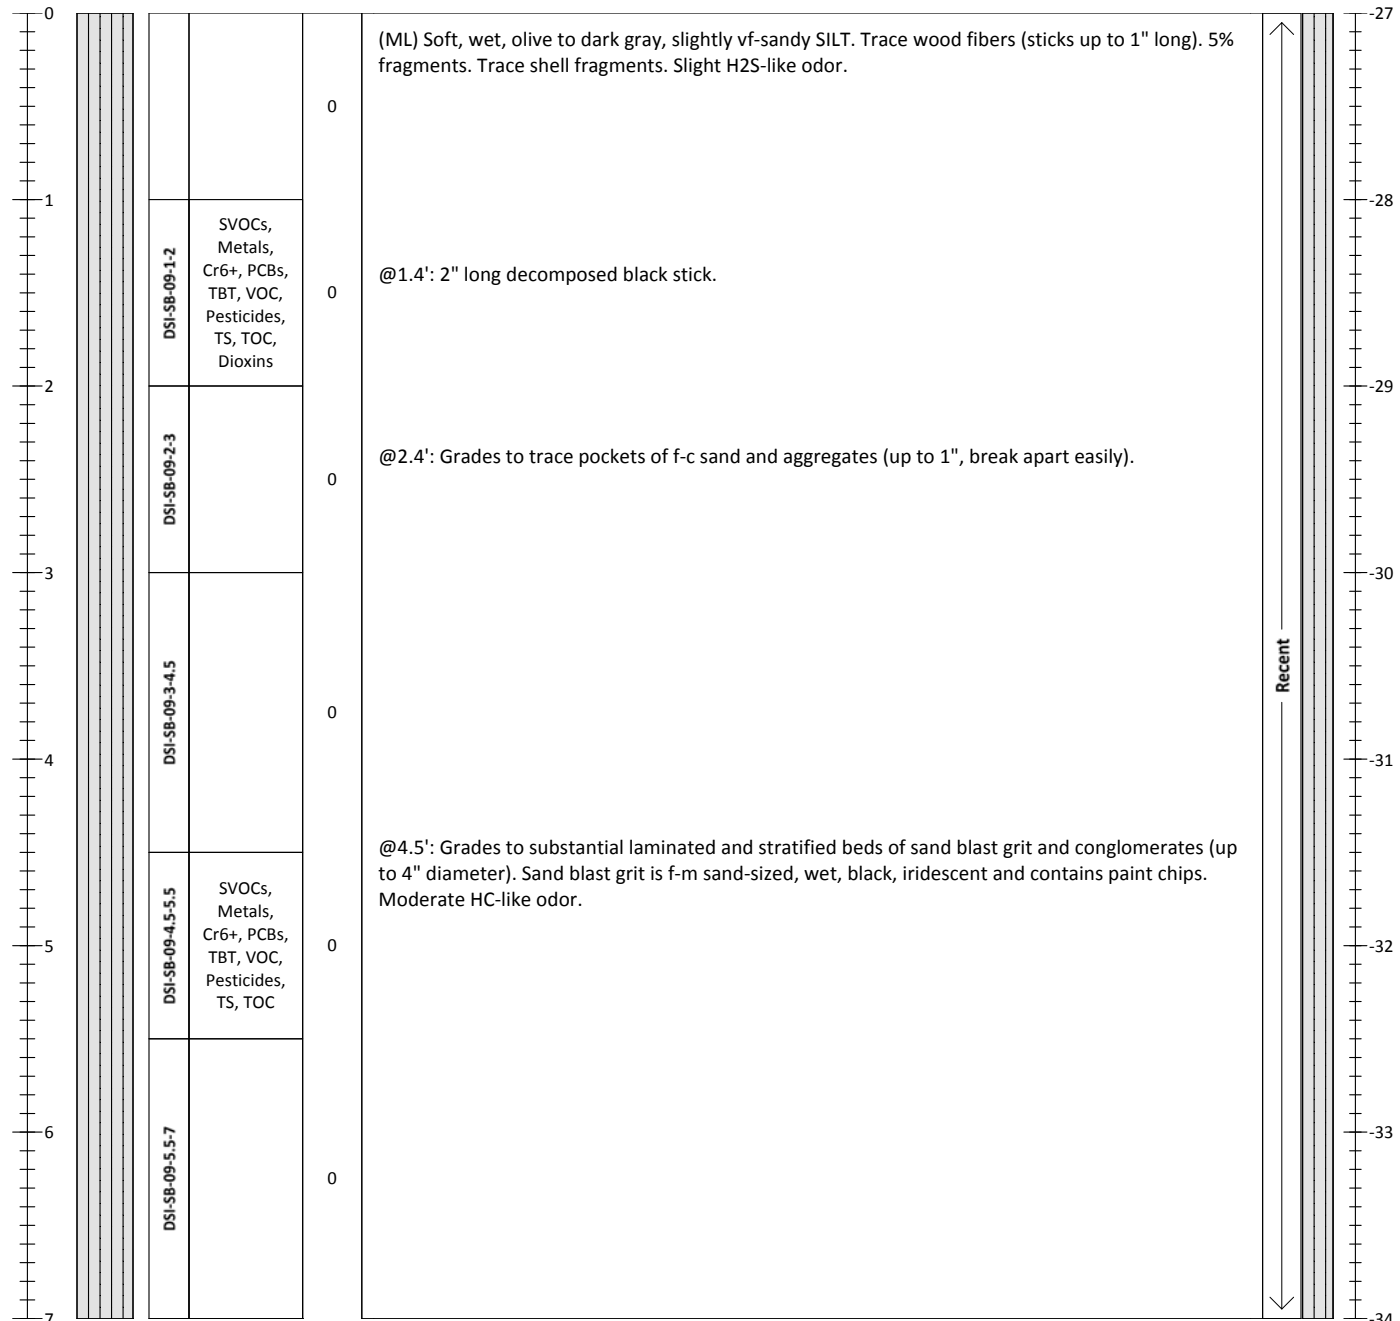 0
-27
(ML) Soft, wet, olive to dark gray, slightly vf-sandy SILT. Trace wood fibers (sticks up to 1" long). 5%
fragments. Trace shell fragments. Slight H2S-like odor.
0
1
-28
DSI-SB-09-1-2
SVOCs,
Metals,
Cr6+, PCBs,
TBT, VOC,
Pesticides,
TS, TOC,
Dioxins
0
@1.4': 2" long decomposed black stick.
2
-29
DSI-SB-09-2-3
0
@2.4': Grades to trace pockets of f-c sand and aggregates (up to 1", break apart easily).
3
-30
DSI-SB-09-3-4.5
0
Recent
4
-31
@4.5': Grades to substantial laminated and stratified beds of sand blast grit and conglomerates (up
to 4" diameter). Sand blast grit is f-m sand-sized, wet, black, iridescent and contains paint chips.
Moderate HC-like odor.
DSI-SB-09-4.5-5.5
SVOCs,
Metals,
Cr6+, PCBs,
TBT, VOC,
Pesticides,
TS, TOC
0
5
-32
DSI-SB-09-5.5-7
0
6
-33
7
-34